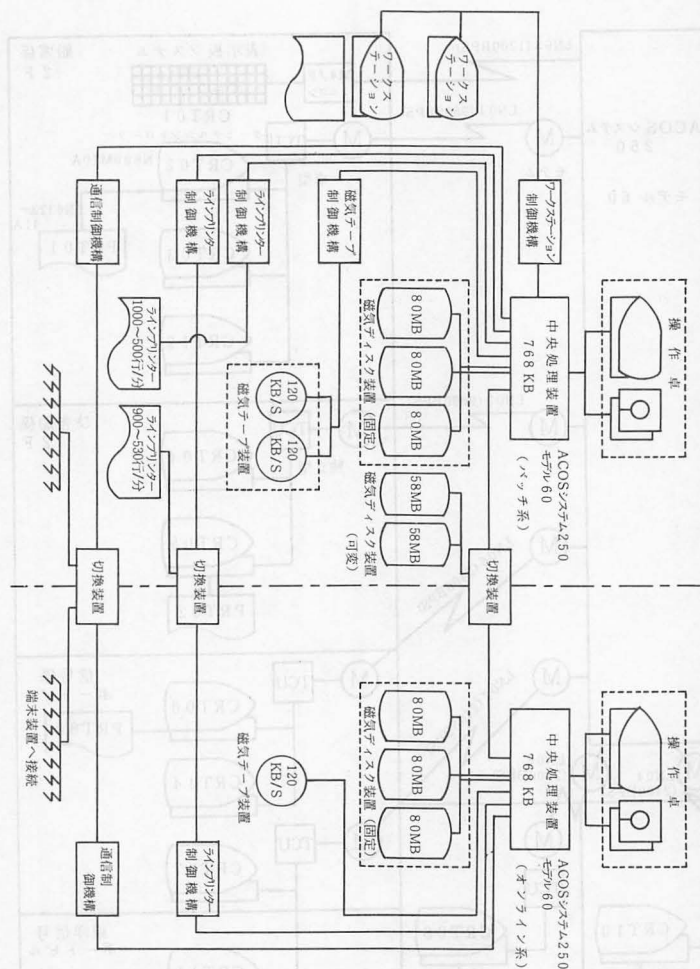 操作卓
中央処理装置
768KB
ACOSシステム250
モデル60
(バッチ系)
ワークステーション
制御機構
ワークス
テーション
ワークス
テーション
磁気テープ
制御機構
ラインプリンター
制御機構
ラインプリンター
制御機構
通信制御機構
80MB
80MB
80MB
磁気ディスク装置(固定)
58MB
58MB
磁気ディスク装置
(可変)
120
KB/S
120
KB/S
磁気テープ装置
ラインプリンター
1000~500行/分
ラインプリンター
900~530行/分
切換装置
切換装置
切換装置
操作卓
中央処理装置
768KB
ACOSシステム250
モデル60
(オンライン系)
80MB
80MB
80MB
磁気ディスク装置(固定)
120
KB/S
磁気テープ装置
ラインプリンター
制御機構
通信制
御機構
端末装置へ接続